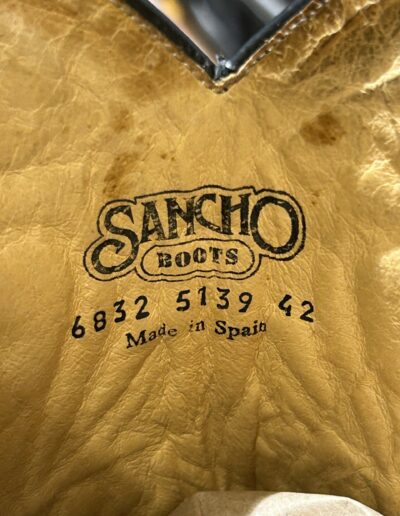 SANCHO
BOOTS
6832 5139 42
Made in Spain